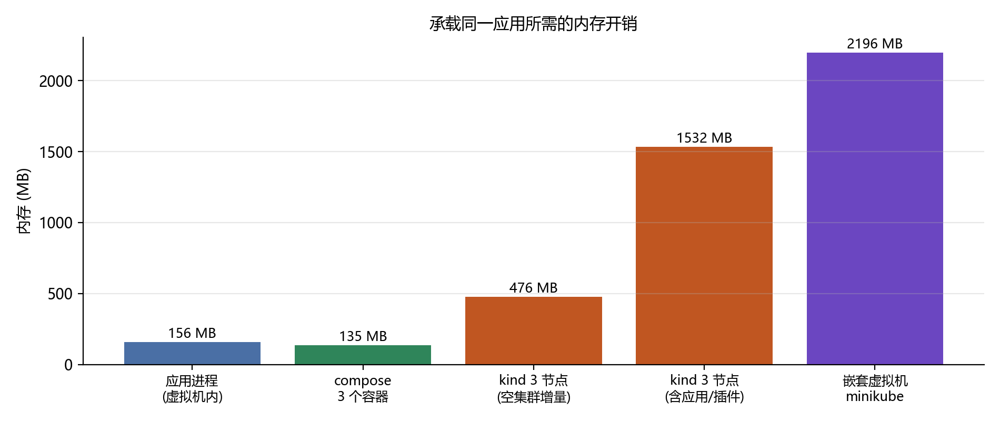 承载同一应用所需的内存开销
内存 (MB)
2000
1500
1000
500
0
156 MB
135 MB
476 MB
1532 MB
2196 MB
应用进程
(虚拟机内)
compose
3 个容器
kind 3 节点
(空集群增量)
kind 3 节点
(含应用/插件)
嵌套虚拟机
minikube